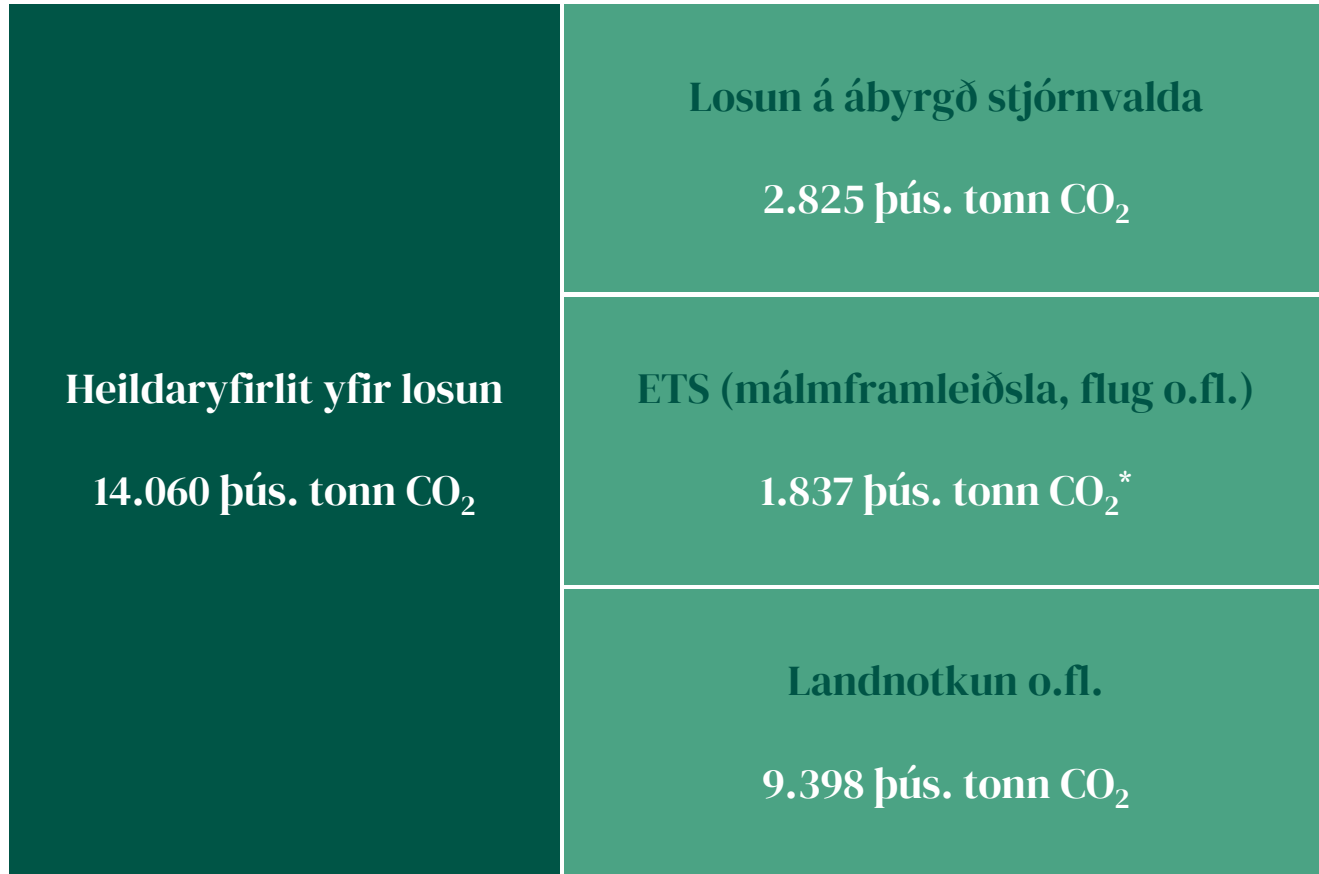 Heildaryfirlit yfir losun
14.060 þús. tonn CO₂
Losun á ábyrgð stjórnvalda
2.825 þús. tonn CO₂
ETS (málmframleiðsla, flug o.fl.)
1.837 þús. tonn CO₂*
Landnotkun o.fl.
9.398 þús. tonn CO₂